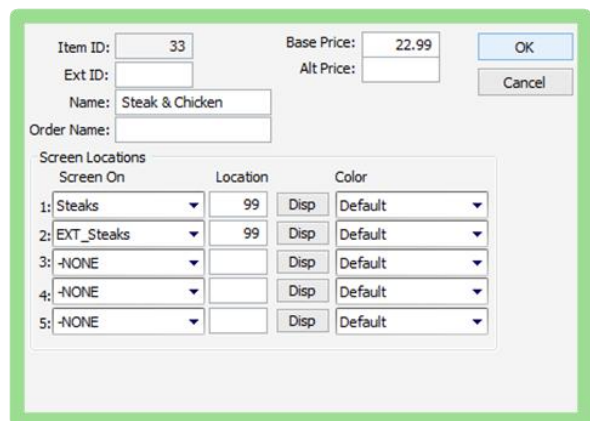 Item ID: 33 Base Price: 22.99 OK
Ext ID: Alt Price: Cancel
Name: Steak & Chicken
Order Name:
Screen Locations
Screen On Location Color
1: Steaks 99 Disp Default
2: EXT_Steaks 99 Disp Default
3: -NONE Disp Default
4: -NONE Disp Default
5: -NONE Disp Default